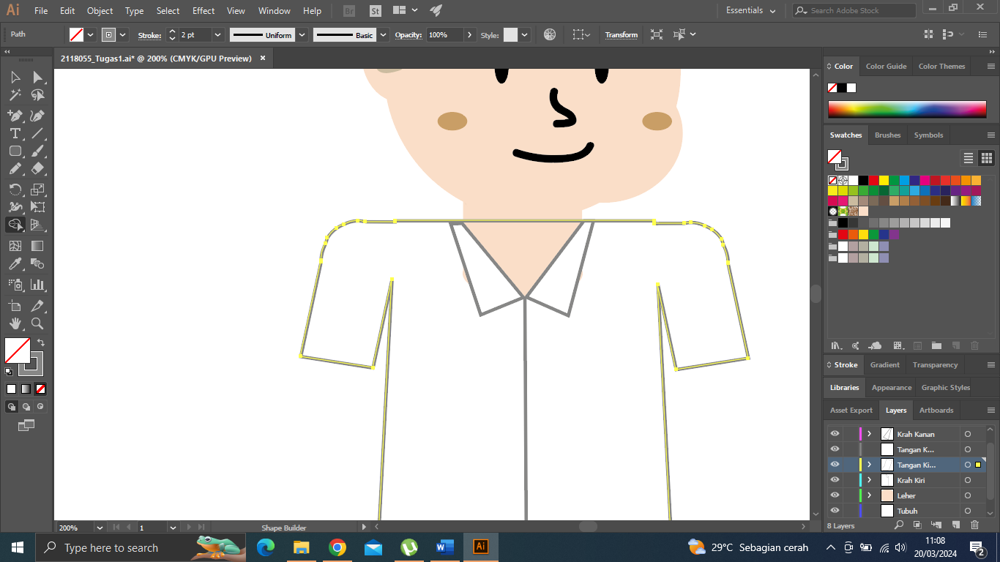 Ai File Edit Object Type Select Effect View Window Help Br St Essentials Search Adobe Stock
Path Stroke: 2 pt Uniform Basic Opacity: 100% Style: Transform
2118055_Tugas1.ai* @ 200% (CMYK/GPU Preview)
Color Color Guide Color Themes
Swatches Brushes Symbols
Stroke Gradient Transparency
Libraries Appearance Graphic Styles
Asset Export Layers Artboards
Krah Kanan
Tangan K...
Tangan Ki...
Krah Kiri
Leher
Tubuh
8 Layers
200% 1 Shape Builder
Type here to search
Ai
29°C Sebagian cerah
11:08
20/03/2024
2